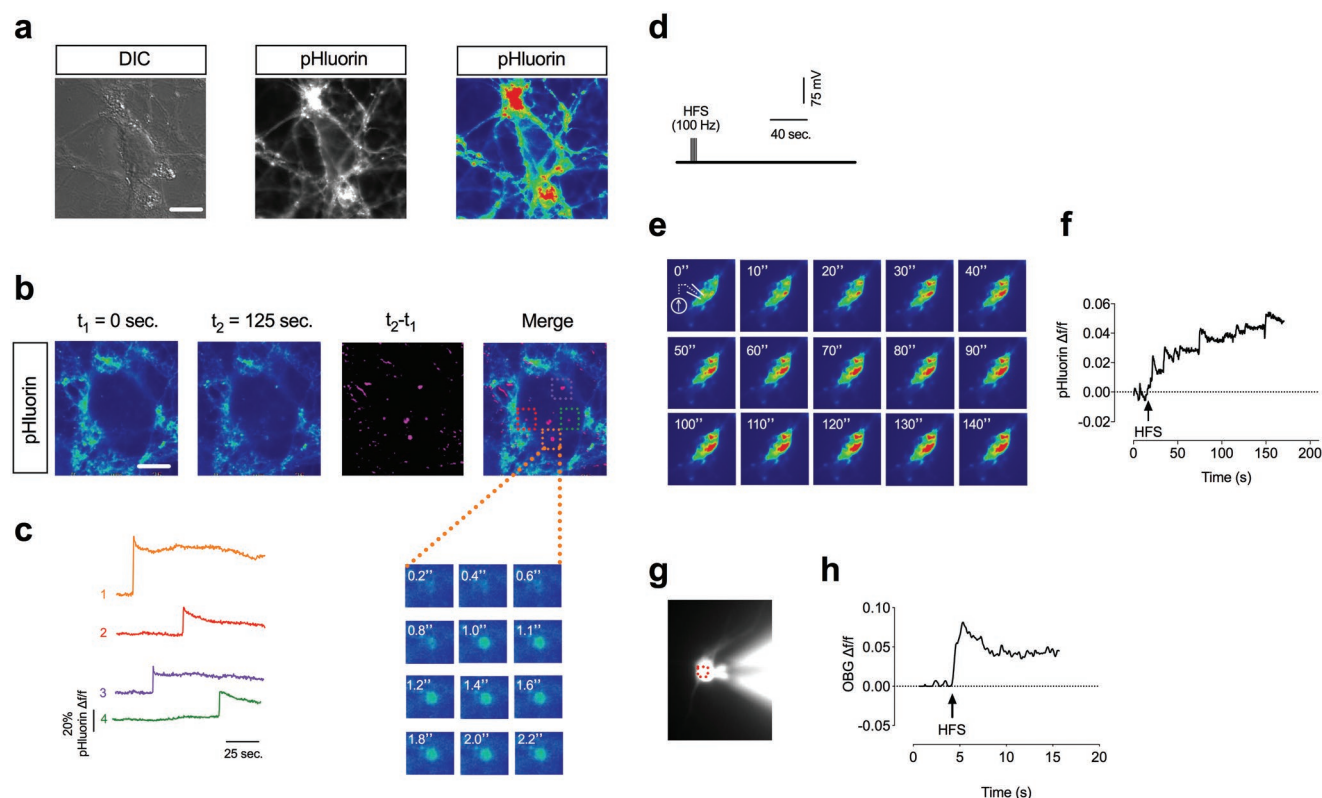 a
DIC
pHluorin
pHluorin
b
t1 = 0 sec.
t2 = 125 sec.
t2-t1
Merge
pHluorin
c
1
2
3
4
20%
pHluorin Δf/f
25 sec.
0.2’’ 0.4’’ 0.6’’
0.8’’ 1.0’’ 1.1’’
1.2’’ 1.4’’ 1.6’’
1.8’’ 2.0’’ 2.2’’
d
HFS
(100 Hz)
75 mV
40 sec.
e
0’’ 10’’ 20’’ 30’’ 40’’
50’’ 60’’ 70’’ 80’’ 90’’
100’’ 110’’ 120’’ 130’’ 140’’
f
pHluorin Δf/f
0.06
0.04
0.02
0.00
-0.02
HFS
0 50 100 150 200
Time (s)
g
h
OBG Δf/f
0.10
0.05
0.00
-0.05
HFS
0 5 10 15 20
Time (s)